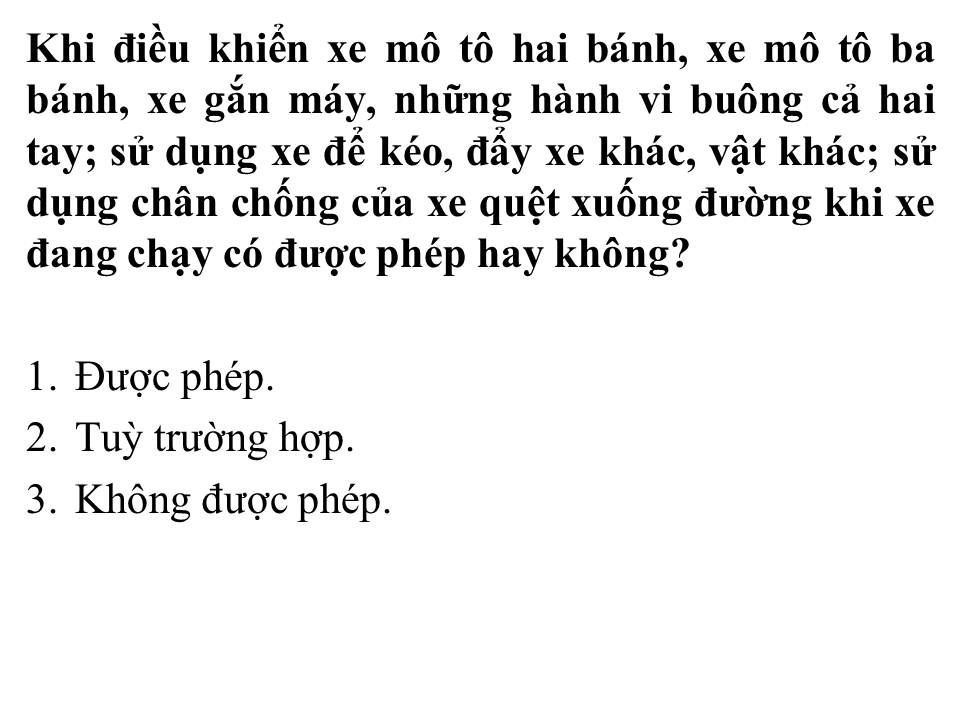 Khi điều khiển xe mô tô hai bánh, xe mô tô ba
bánh, xe gắn máy, những hành vi buông cả hai
tay; sử dụng xe để kéo, đẩy xe khác, vật khác; sử
dụng chân chống của xe quệt xuống đường khi xe
đang chạy có được phép hay không?
1. Được phép.
2. Tuỳ trường hợp.
3. Không được phép.